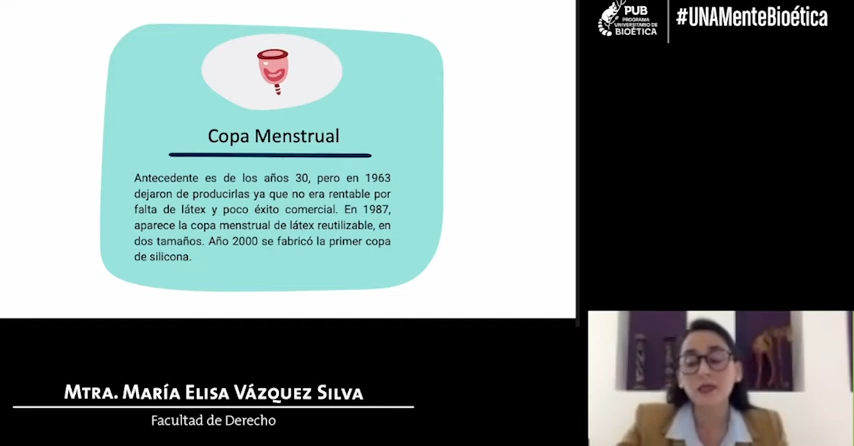 PUB
PROGRAMA
UNIVERSITARIO DE
BIOÉTICA
#UNAMenteBioética
Copa Menstrual
Antecedente es de los años 30, pero en 1963
dejaron de producirlas ya que no era rentable por
falta de látex y poco éxito comercial. En 1987,
aparece la copa menstrual de látex reutilizable, en
dos tamaños. Año 2000 se fabricó la primer copa
de silicona.
Mtra. María Elisa Vázquez Silva
Facultad de Derecho